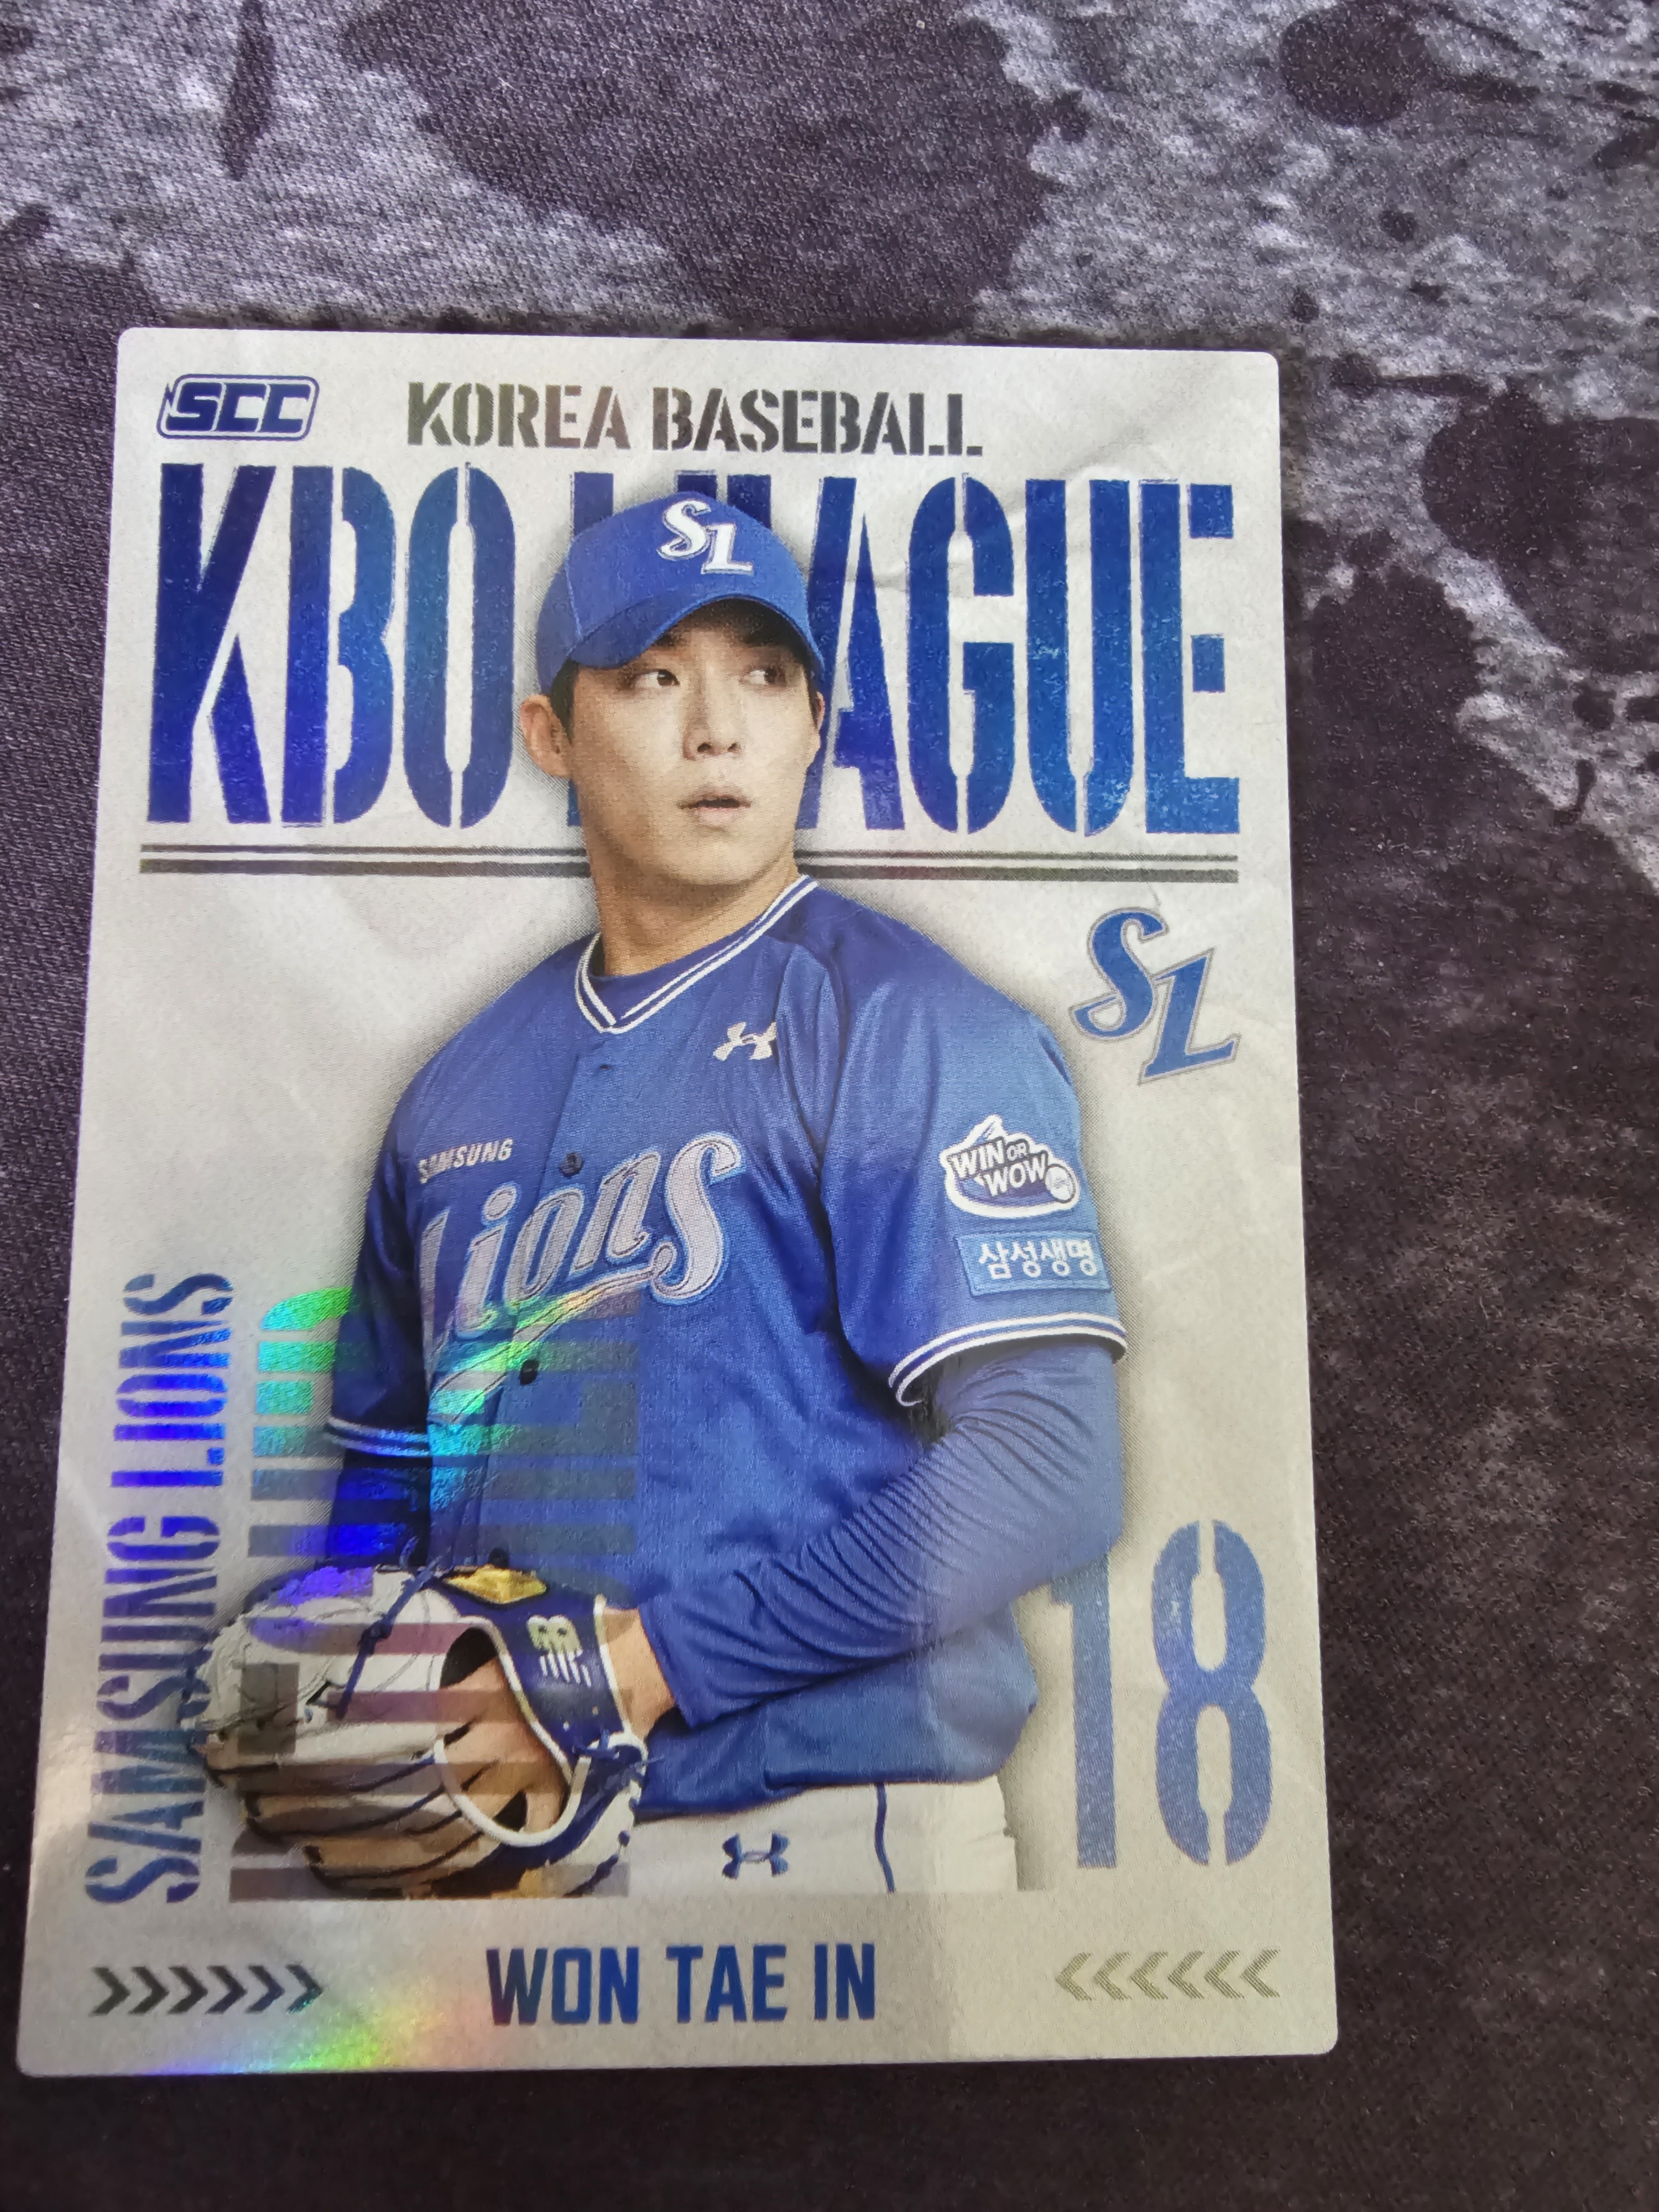 SCC
KOREA BASEBALL
KBO LEAGUE
SL
SL
SAMSUNG
Lions
WIN OR
WOW
삼성생명
SAMSUNG LIONS
18
WON TAE IN